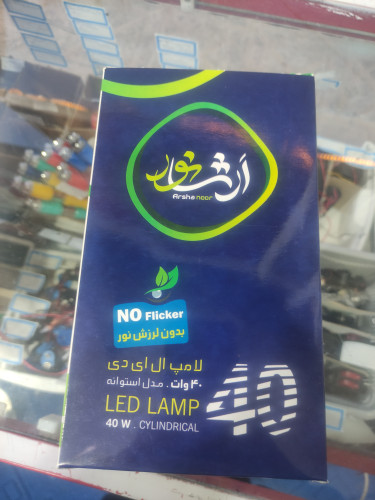 ارشه نور
Arshe noor
NO Flicker
بدون لرزش نور
لامپ ال ای دی
۴۰ وات . مدل استوانه
LED LAMP
40 W . CYLINDRICAL
40